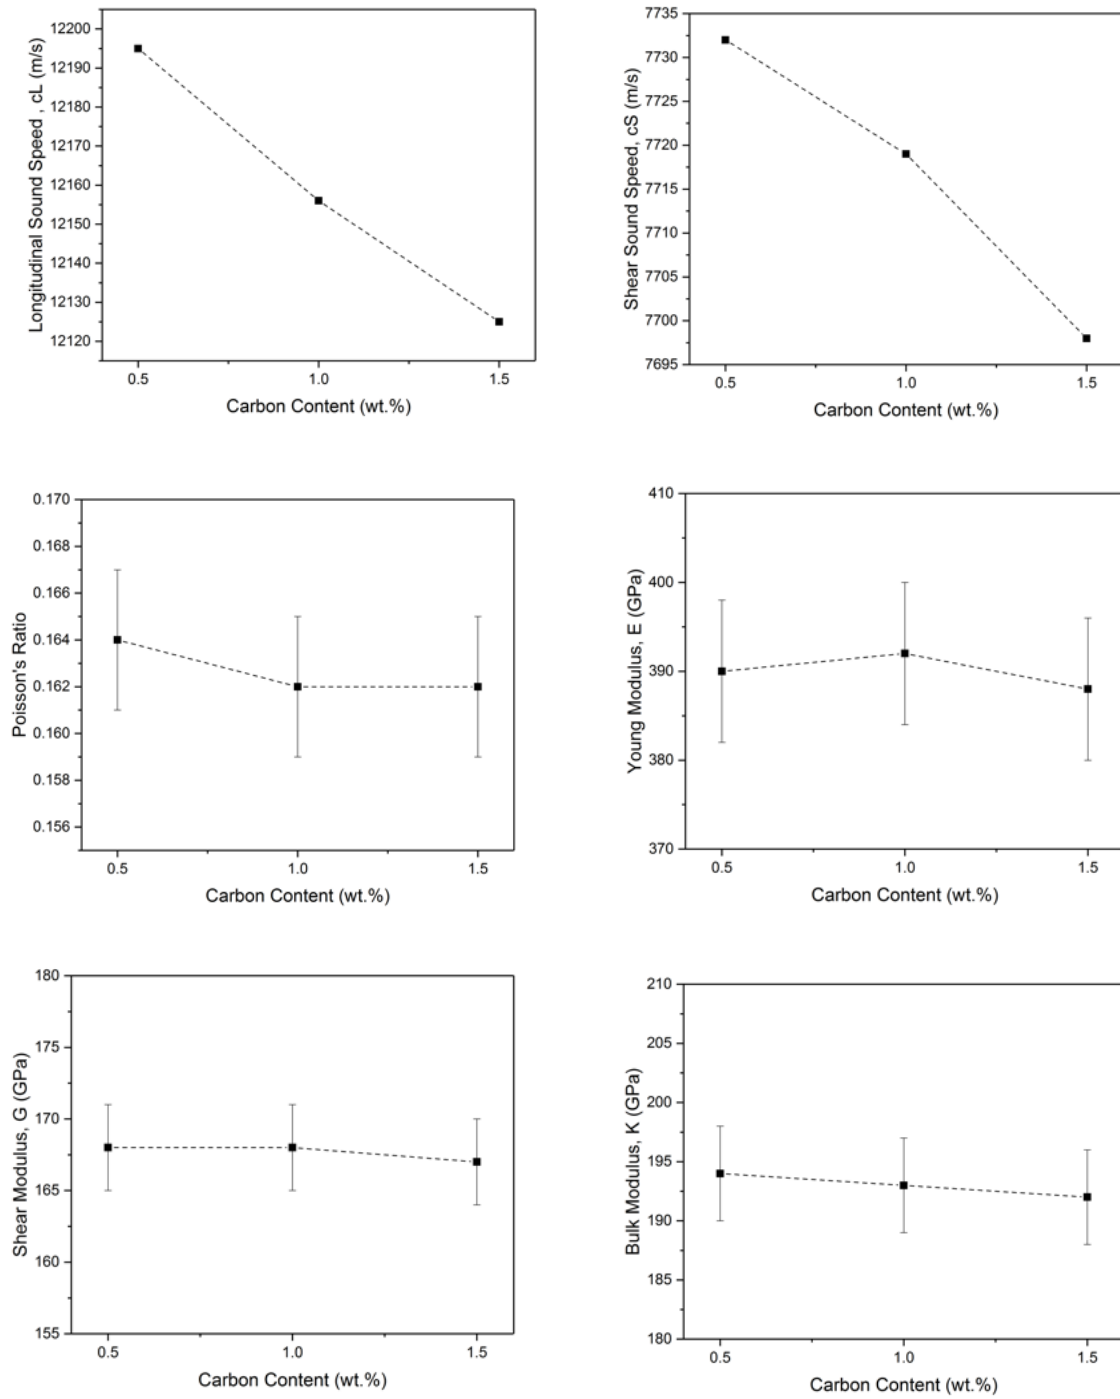 12200
12190
12180
12170
12160
12150
12140
12130
12120
Longitudinal Sound Speed , cL (m/s)
0.5 1.0 1.5
Carbon Content (wt.%)
7735
7730
7725
7720
7715
7710
7705
7700
7695
Shear Sound Speed, cS (m/s)
0.5 1.0 1.5
Carbon Content (wt.%)
0.170
0.168
0.166
0.164
0.162
0.160
0.158
0.156
Poisson's Ratio
0.5 1.0 1.5
Carbon Content (wt.%)
410
400
390
380
370
Young Modulus, E (GPa)
0.5 1.0 1.5
Carbon Content (wt.%)
180
175
170
165
160
155
Shear Modulus, G (GPa)
0.5 1.0 1.5
Carbon Content (wt.%)
210
205
200
195
190
185
180
Bulk Modulus, K (GPa)
0.5 1.0 1.5
Carbon Content (wt.%)